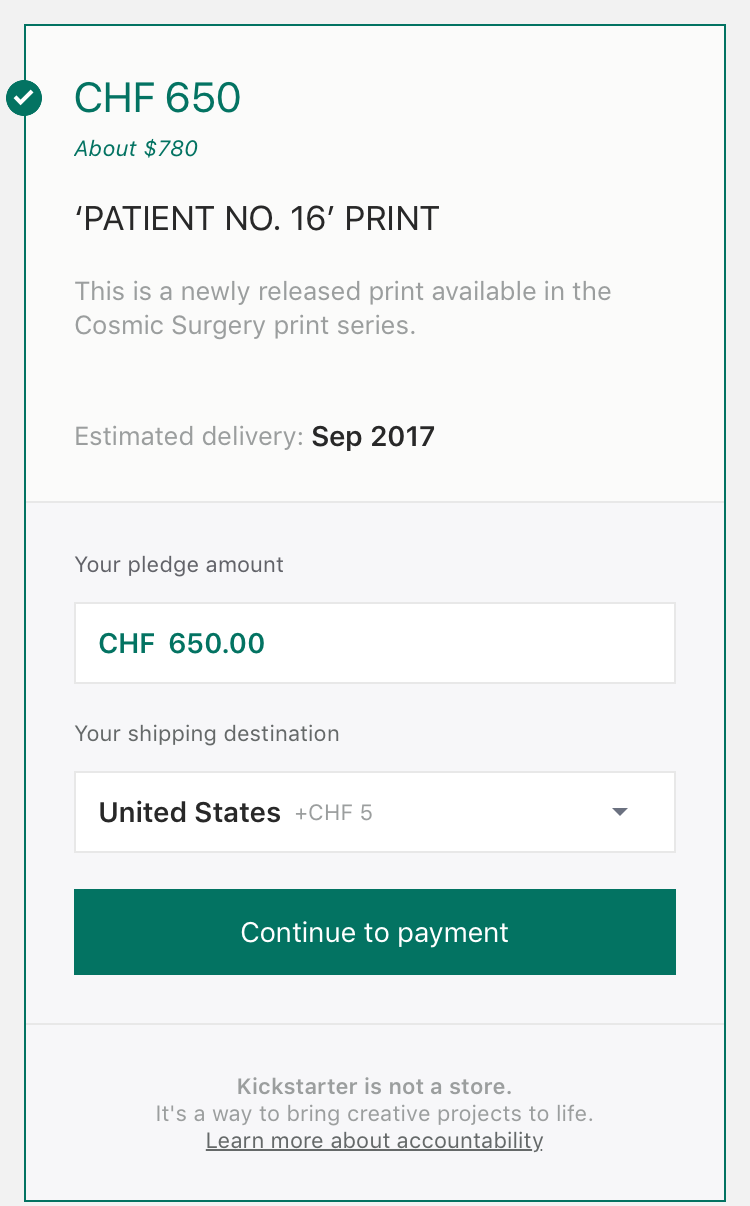 CHF 650
About $780
‘PATIENT NO. 16’ PRINT
This is a newly released print available in the
Cosmic Surgery print series.
Estimated delivery: Sep 2017
Your pledge amount
CHF 650.00
Your shipping destination
United States +CHF 5
Continue to payment
Kickstarter is not a store.
It's a way to bring creative projects to life.
Learn more about accountability